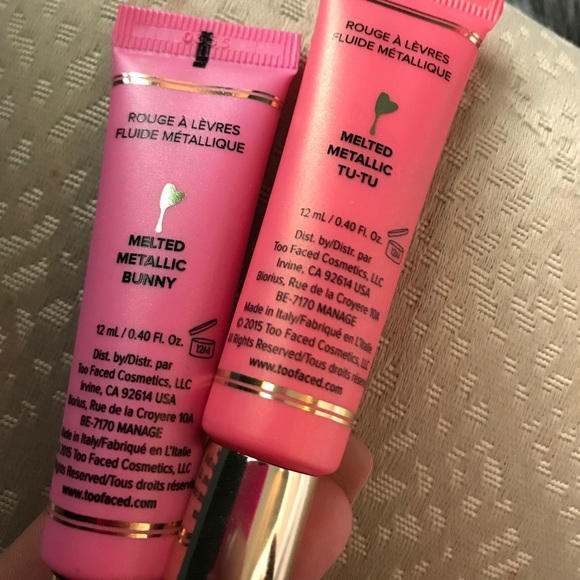 ROUGE À LÈVRES
FLUIDE MÉTALLIQUE
MELTED
METALLIC
BUNNY
12 mL / 0.40 Fl. Oz.
12M
Dist. by/Distr. par
Too Faced Cosmetics, LLC
Irvine, CA 92614 USA
Biorius, Rue de la Croyere 10A
BE-7170 MANAGE
Made in Italy/Fabriqué en L'Italie
2015 Too Faced Cosmetics, LLC
Rights Reserved/Tous droits réservés
www.toofaced.com
ROUGE À LÈVRES
FLUIDE MÉTALLIQUE
MELTED
METALLIC
TU-TU
12 mL / 0.40 Fl. Oz.
12M
Dist. by/Distr. par
Too Faced Cosmetics, LLC
Irvine, CA 92614 USA
Biorius, Rue de la Croyere 10A
BE-7170 MANAGE
Made in Italy/Fabriqué en L'Italie
© 2015 Too Faced Cosmetics, LLC
Rights Reserved/Tous droits
www.toofaced.com